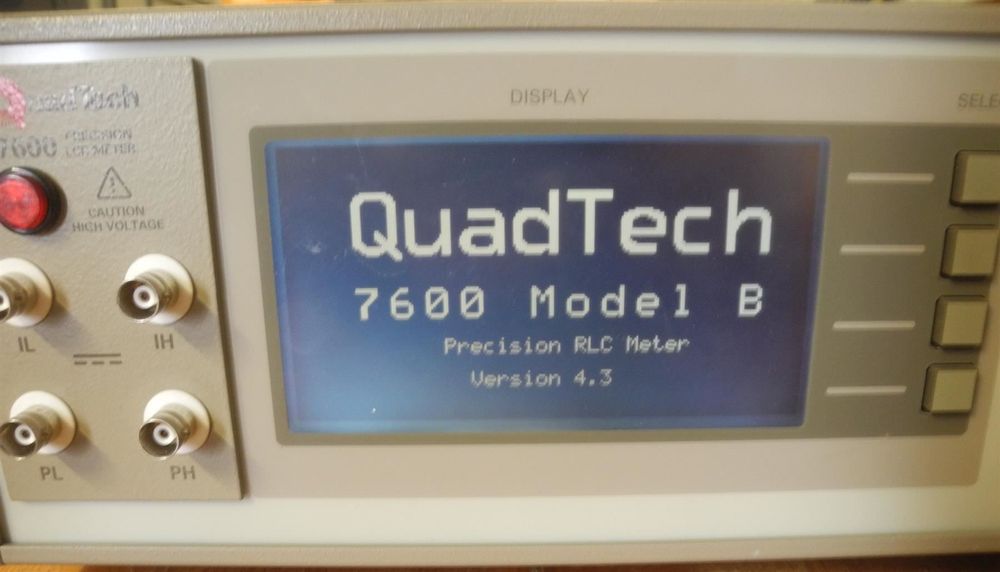 QuadTech
7600 PRECISION
LCR METER
CAUTION
HIGH VOLTAGE
IL IH
PL PH
DISPLAY
QuadTech
7600 Model B
Precision RLC Meter
Version 4.3